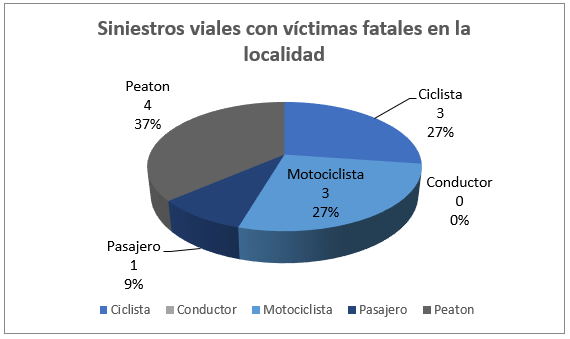 Siniestros viales con víctimas fatales en la
localidad
Peaton
4
37%
Ciclista
3
27%
Motociclista
3
27%
Conductor
0
0%
Pasajero
1
9%
Ciclista Conductor Motociclista Pasajero Peaton